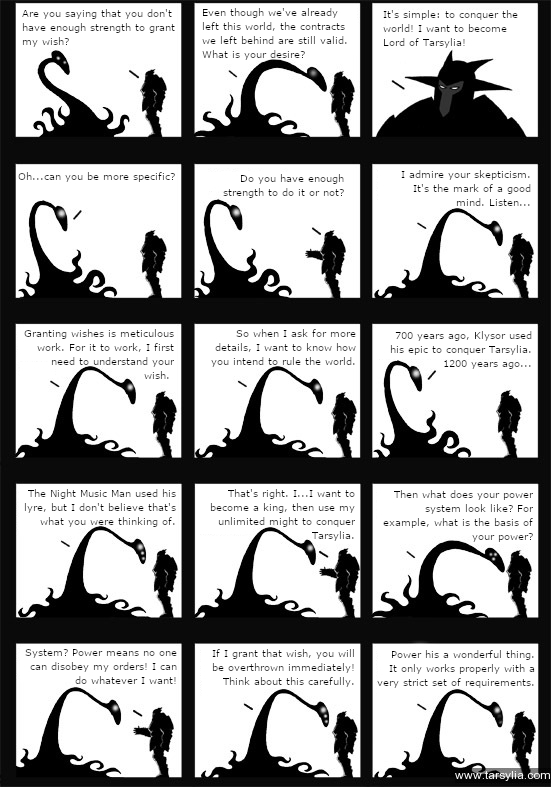 Are you saying that you don't
have enough strength to grant
my wish?
Even though we've already
left this world, the contracts
we left behind are still valid.
What is your desire?
It's simple: to conquer the
world! I want to become
Lord of Tarsylia!
Oh...can you be more specific?
Do you have enough
strength to do it or not?
I admire your skepticism.
It's the mark of a good
mind. Listen...
Granting wishes is meticulous
work. For it to work, I first
need to understand your
wish.
So when I ask for more
details, I want to know how
you intend to rule the world.
700 years ago, Klysor used
his epic to conquer Tarsylia.
1200 years ago...
The Night Music Man used his
lyre, but I don't believe that's
what you were thinking of.
That's right. I...I want to
become a king, then use my
unlimited might to conquer
Tarsylia.
Then what does your power
system look like? For
example, what is the basis of
your power?
System? Power means no one
can disobey my orders! I can
do whatever I want!
If I grant that wish, you will
be overthrown immediately!
Think about this carefully.
Power his a wonderful thing.
It only works properly with a
very strict set of requirements.
www.tarsylia.com